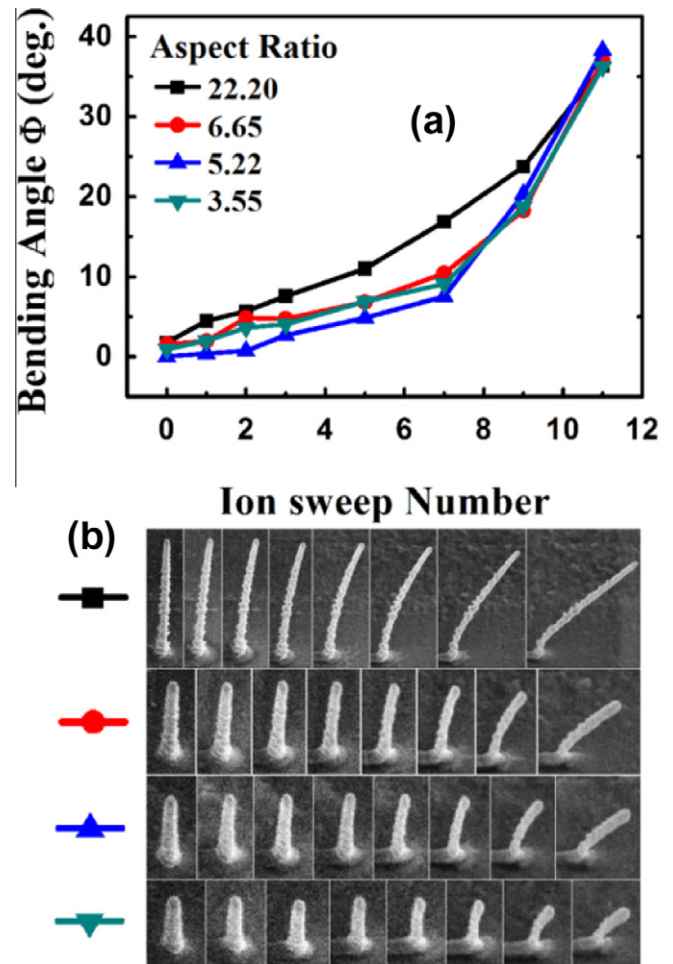 Bending Angle Φ (deg.)
40
30
20
10
0
Aspect Ratio
22.20
6.65
5.22
3.55
(a)
0 2 4 6 8 10 12
Ion sweep Number
(b)